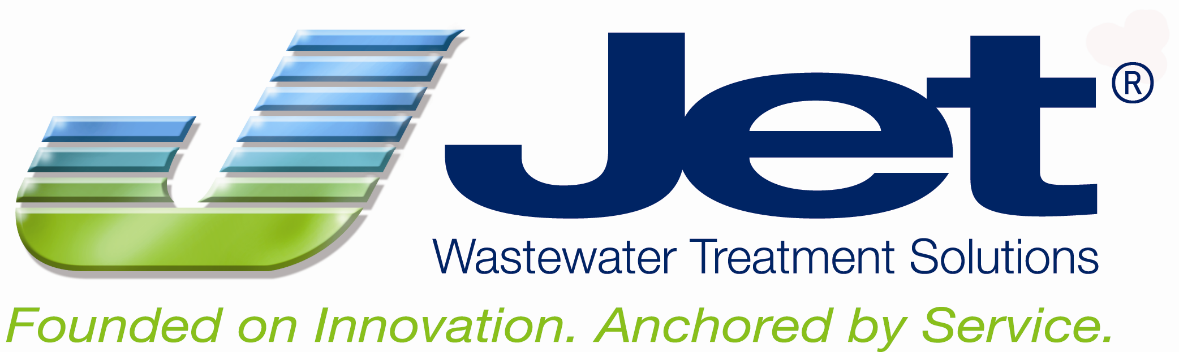 Jet®
Wastewater Treatment Solutions
Founded on Innovation. Anchored by Service.